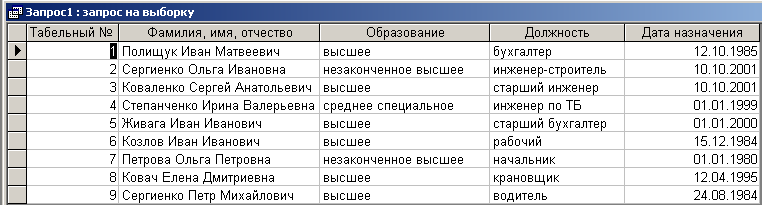 Запрос1 : запрос на выборку
Табельный № Фамилия, имя, отчество Образование Должность Дата назначения
1 Полищук Иван Матвеевич высшее бухгалтер 12.10.1985
2 Сергиенко Ольга Ивановна незаконченное высшее инженер-строитель 10.10.2001
3 Коваленко Сергей Анатольевич высшее старший инженер 10.10.2001
4 Степанченко Ирина Валерьевна среднее специальное инженер по ТБ 01.01.1999
5 Живага Иван Иванович высшее старший бухгалтер 01.01.2000
6 Козлов Иван Иванович высшее рабочий 15.12.1984
7 Петрова Ольга Петровна незаконченное высшее начальник 01.01.1980
8 Ковач Елена Дмитриевна высшее крановщик 12.04.1995
9 Сергиенко Петр Михайлович высшее водитель 24.08.1984